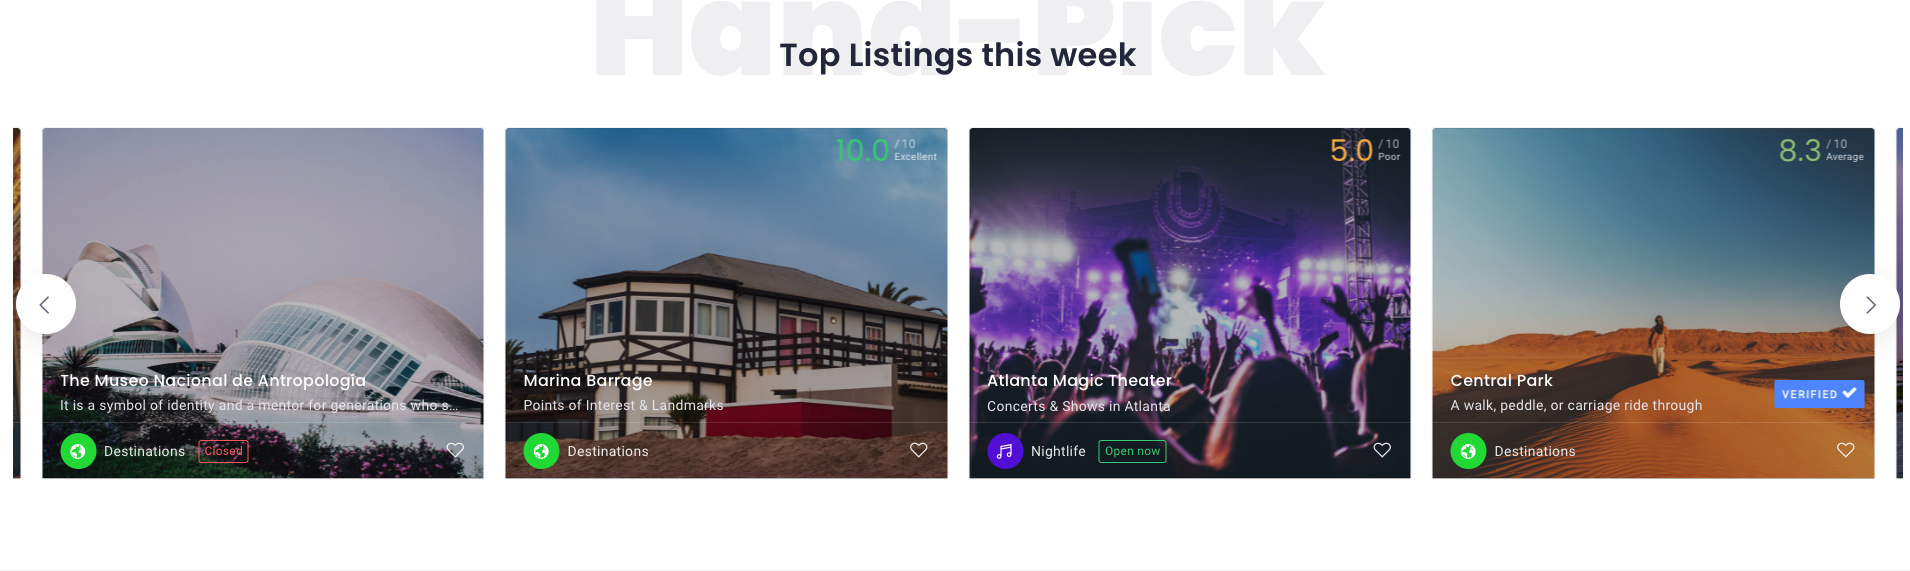 Hand-Pick
Top Listings this week
The Museo Nacional de Antropología
It is a symbol of identity and a mentor for generations who s...
Destinations
Closed
10.0 / 10
Excellent
Marina Barrage
Points of Interest & Landmarks
Destinations
5.0 / 10
Poor
Atlanta Magic Theater
Concerts & Shows in Atlanta
Nightlife
Open now
8.3 / 10
Average
Central Park
A walk, peddle, or carriage ride through
VERIFIED
Destinations